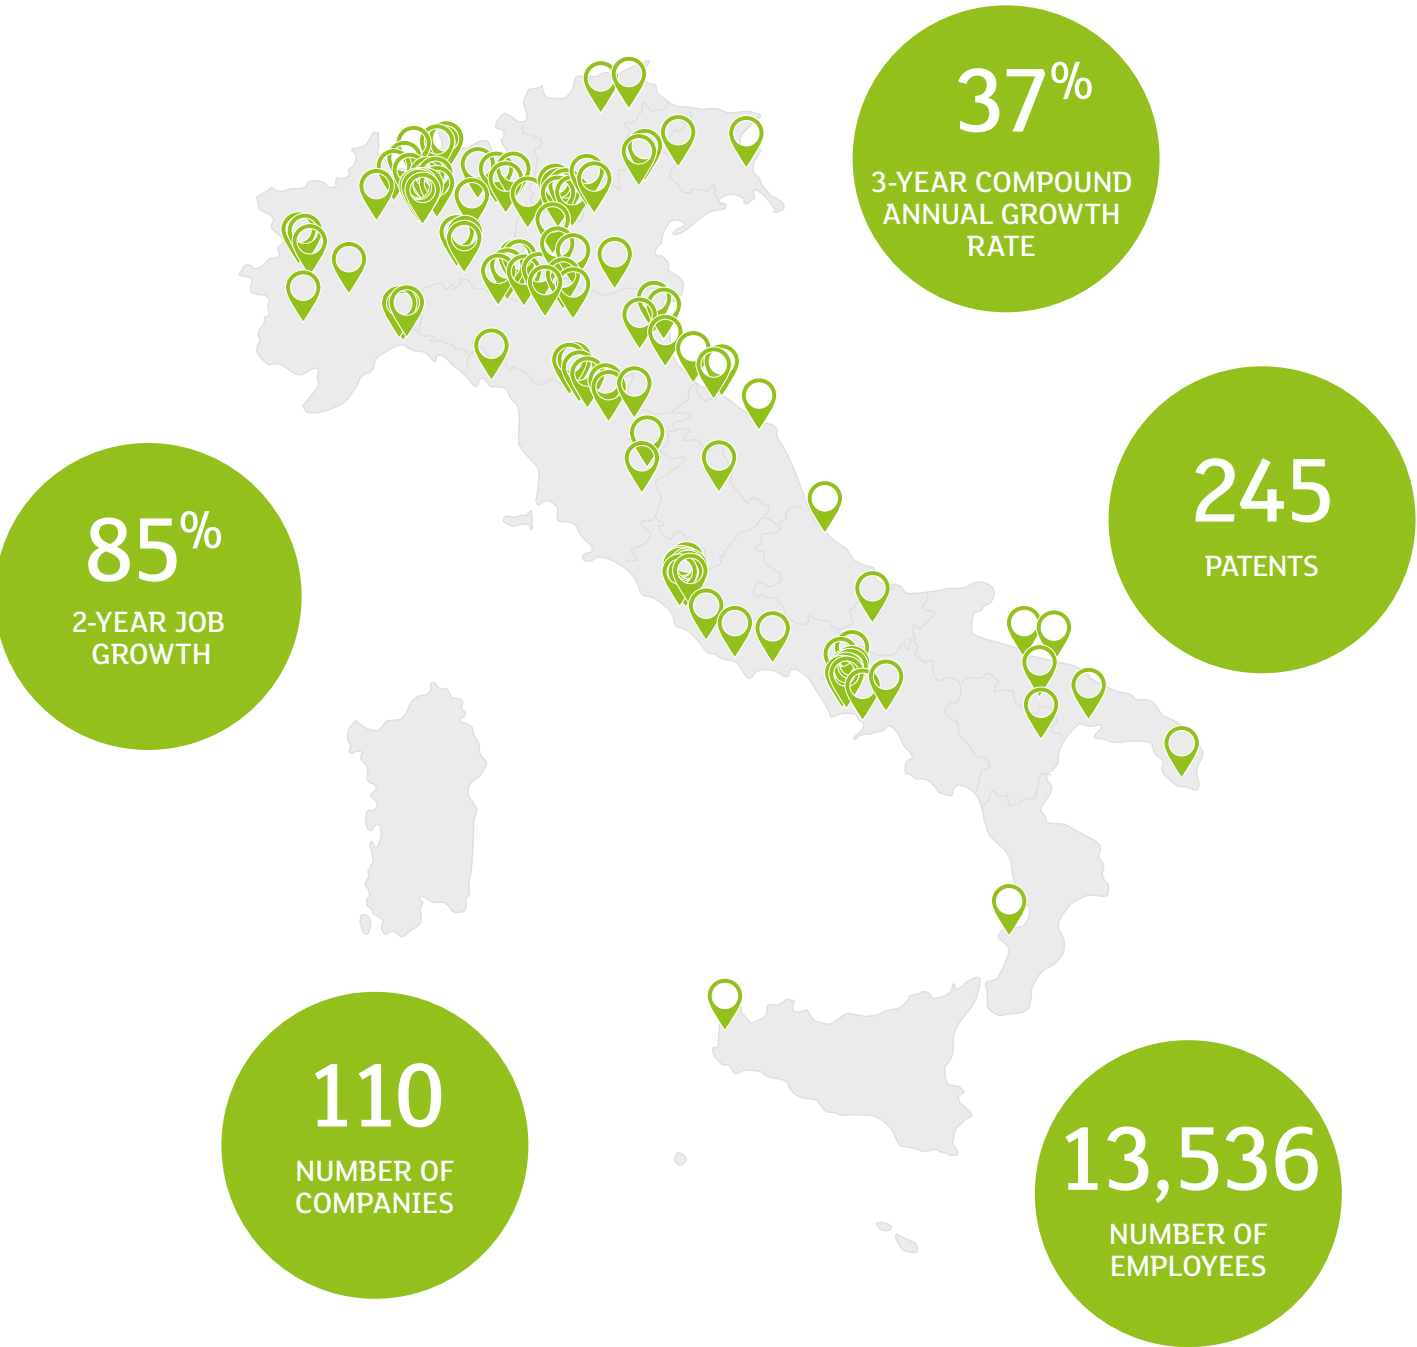 37%
3-YEAR COMPOUND
ANNUAL GROWTH
RATE
245
PATENTS
85%
2-YEAR JOB
GROWTH
110
NUMBER OF
COMPANIES
13,536
NUMBER OF
EMPLOYEES